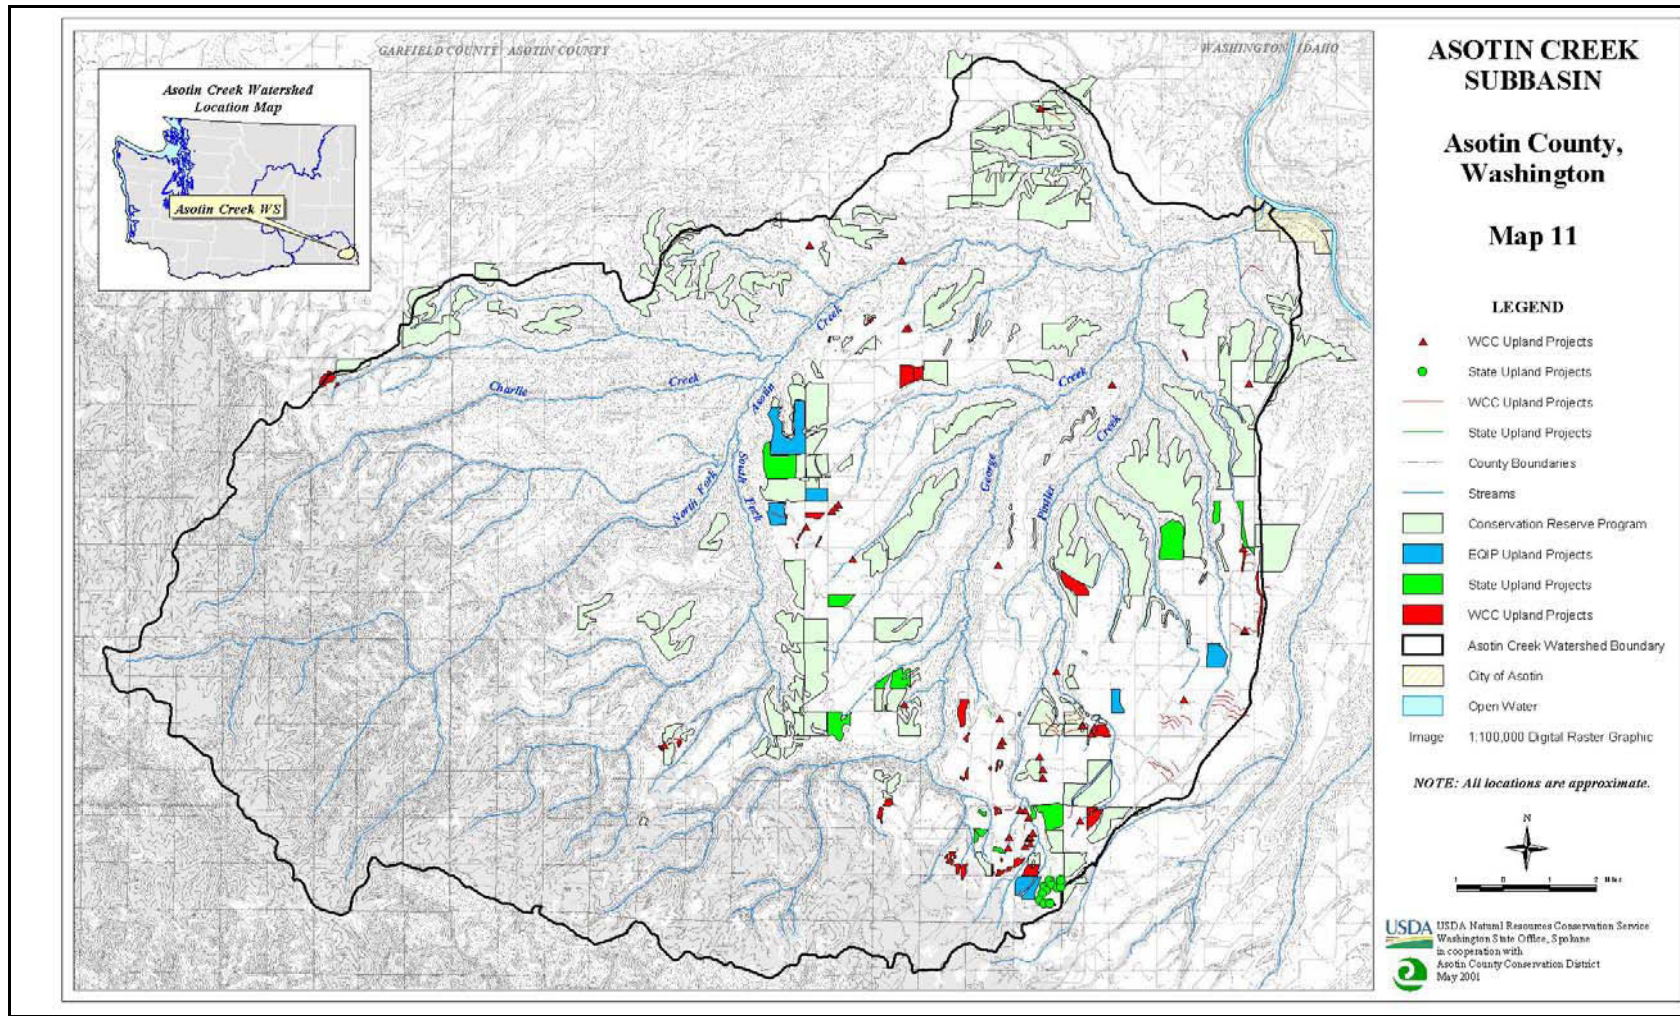 GARFIELD COUNTY ASOTIN COUNTY
WASHINGTON IDAHO
Asotin Creek Watershed
Location Map
Asotin Creek WS
Charlie
Creek
Creek
Asotin
North Fork
South
Fork
George
Creek
Pintler
Creek
ASOTIN CREEK
SUBBASIN
Asotin County,
Washington
Map 11
LEGEND
WCC Upland Projects
State Upland Projects
WCC Upland Projects
State Upland Projects
County Boundaries
Streams
Conservation Reserve Program
EQIP Upland Projects
State Upland Projects
WCC Upland Projects
Asotin Creek Watershed Boundary
City of Asotin
Open Water
Image 1:100,000 Digital Raster Graphic
NOTE: All locations are approximate.
N
1 0 1 2 Miles
USDA
USDA Natural Resources Conservation Service
Washington State Office, Spokane
in cooperation with
Asotin County Conservation District
May 2001